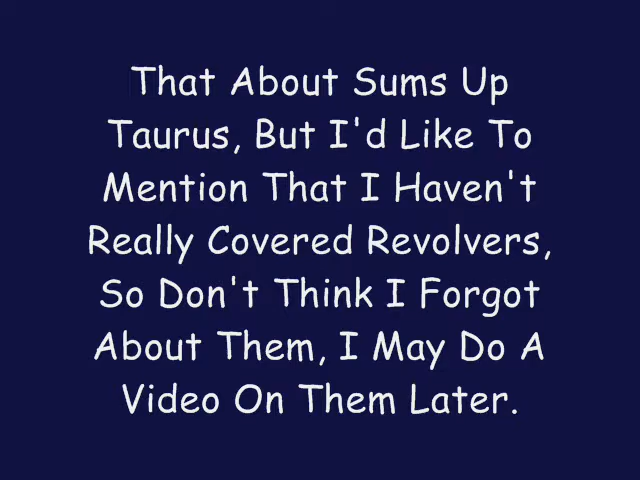 That About Sums Up
Taurus, But I'd Like To
Mention That I Haven't
Really Covered Revolvers,
So Don't Think I Forgot
About Them, I May Do A
Video On Them Later.